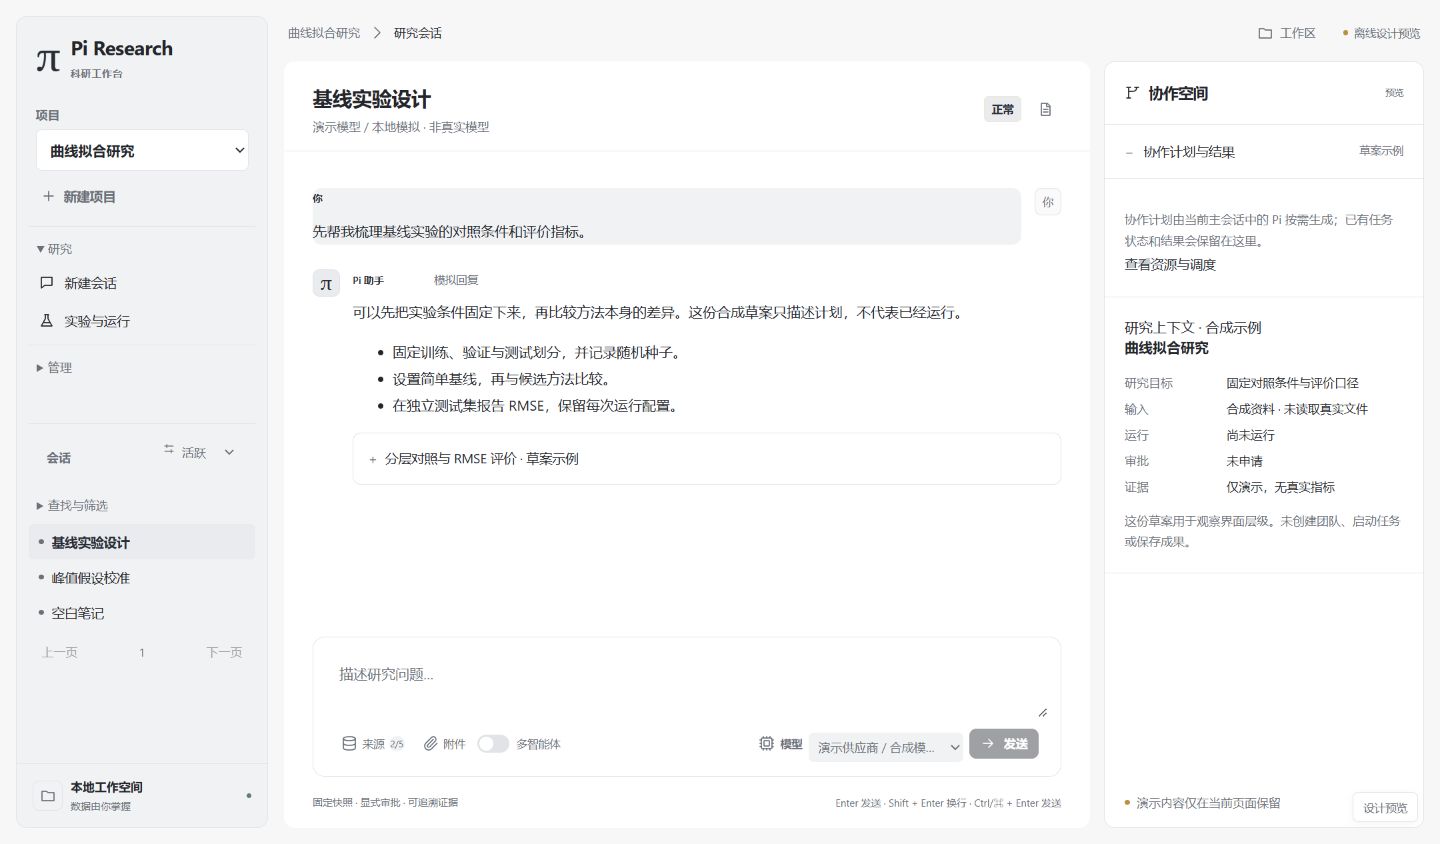 π Pi Research
科研工作台
项目
曲线拟合研究
新建项目
研究
新建会话
实验与运行
管理
会话
活跃
查找与筛选
基线实验设计
峰值假设校准
空白笔记
上一页 1 下一页
本地工作空间
数据由你掌握
曲线拟合研究 > 研究会话
工作区
离线设计预览
基线实验设计
演示模型 / 本地模拟 · 非真实模型
正常
你
先帮我梳理基线实验的对照条件和评价指标。
你
π Pi 助手 模拟回复
可以先把实验条件固定下来，再比较方法本身的差异。这份合成草案只描述计划，不代表已经运行。
• 固定训练、验证与测试划分，并记录随机种子。
• 设置简单基线，再与候选方法比较。
• 在独立测试集报告 RMSE，保留每次运行配置。
+ 分层对照与 RMSE 评价 · 草案示例
描述研究问题...
来源 2/5 附件 多智能体 模型 演示供应商 / 合成模... 发送
固定快照 · 显式审批 · 可追溯证据
Enter 发送 · Shift + Enter 换行 · Ctrl/⌘ + Enter 发送
协作空间 预览
− 协作计划与结果 草案示例
协作计划由当前主会话中的 Pi 按需生成；已有任务
状态和结果会保留在这里。
查看资源与调度
研究上下文 · 合成示例
曲线拟合研究
研究目标 固定对照条件与评价口径
输入 合成资料 · 未读取真实文件
运行 尚未运行
审批 未申请
证据 仅演示，无真实指标
这份草案用于观察界面层级。未创建团队、启动任务
或保存成果。
演示内容仅在当前页面保留
设计预览